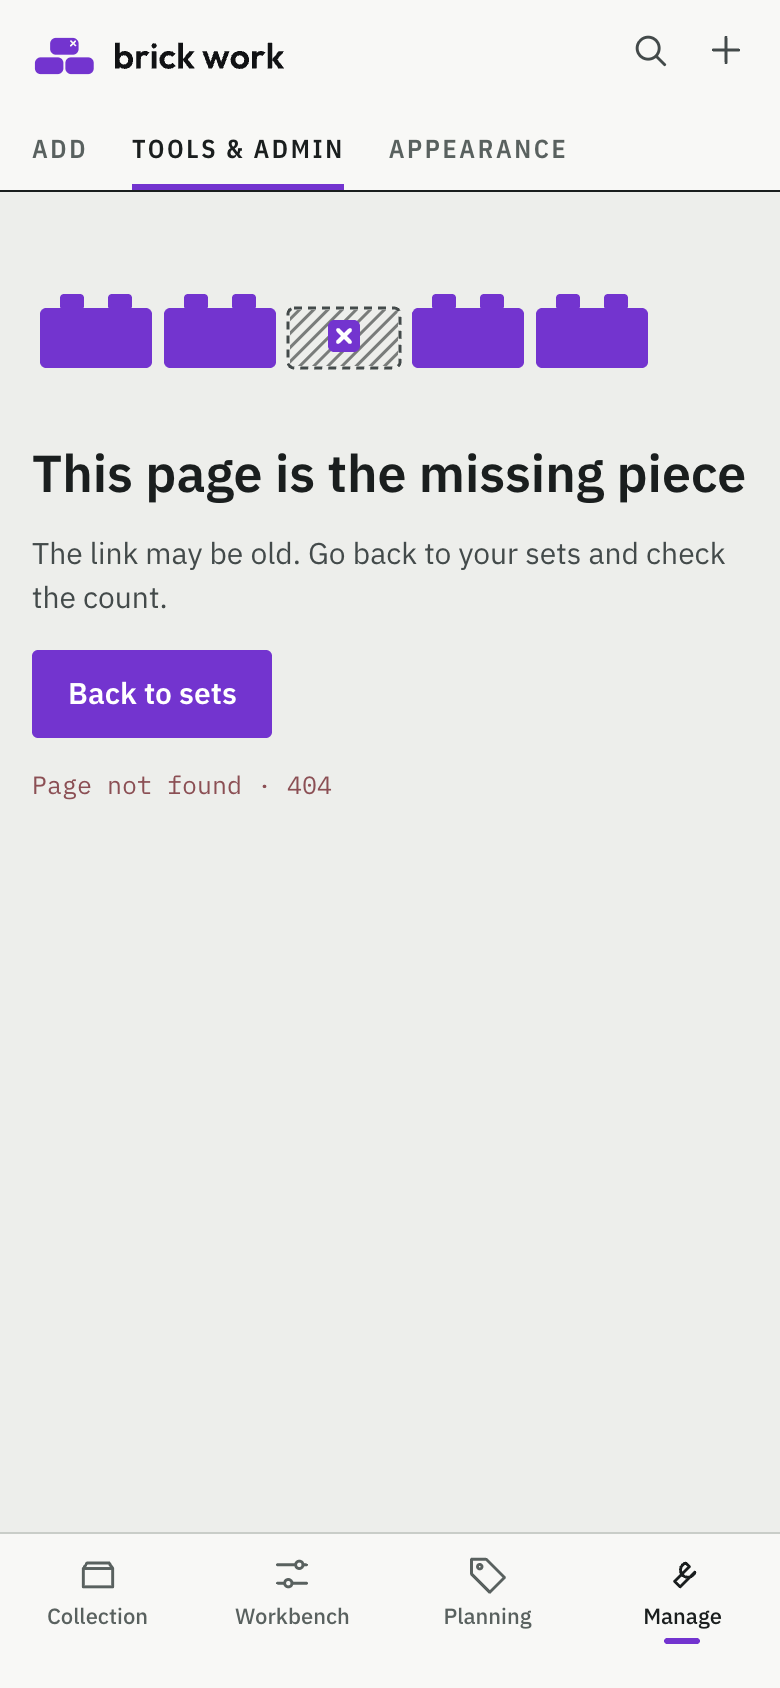 brick work
ADD TOOLS & ADMIN APPEARANCE
This page is the missing piece
The link may be old. Go back to your sets and check
the count.
Back to sets
Page not found · 404
Collection Workbench Planning Manage